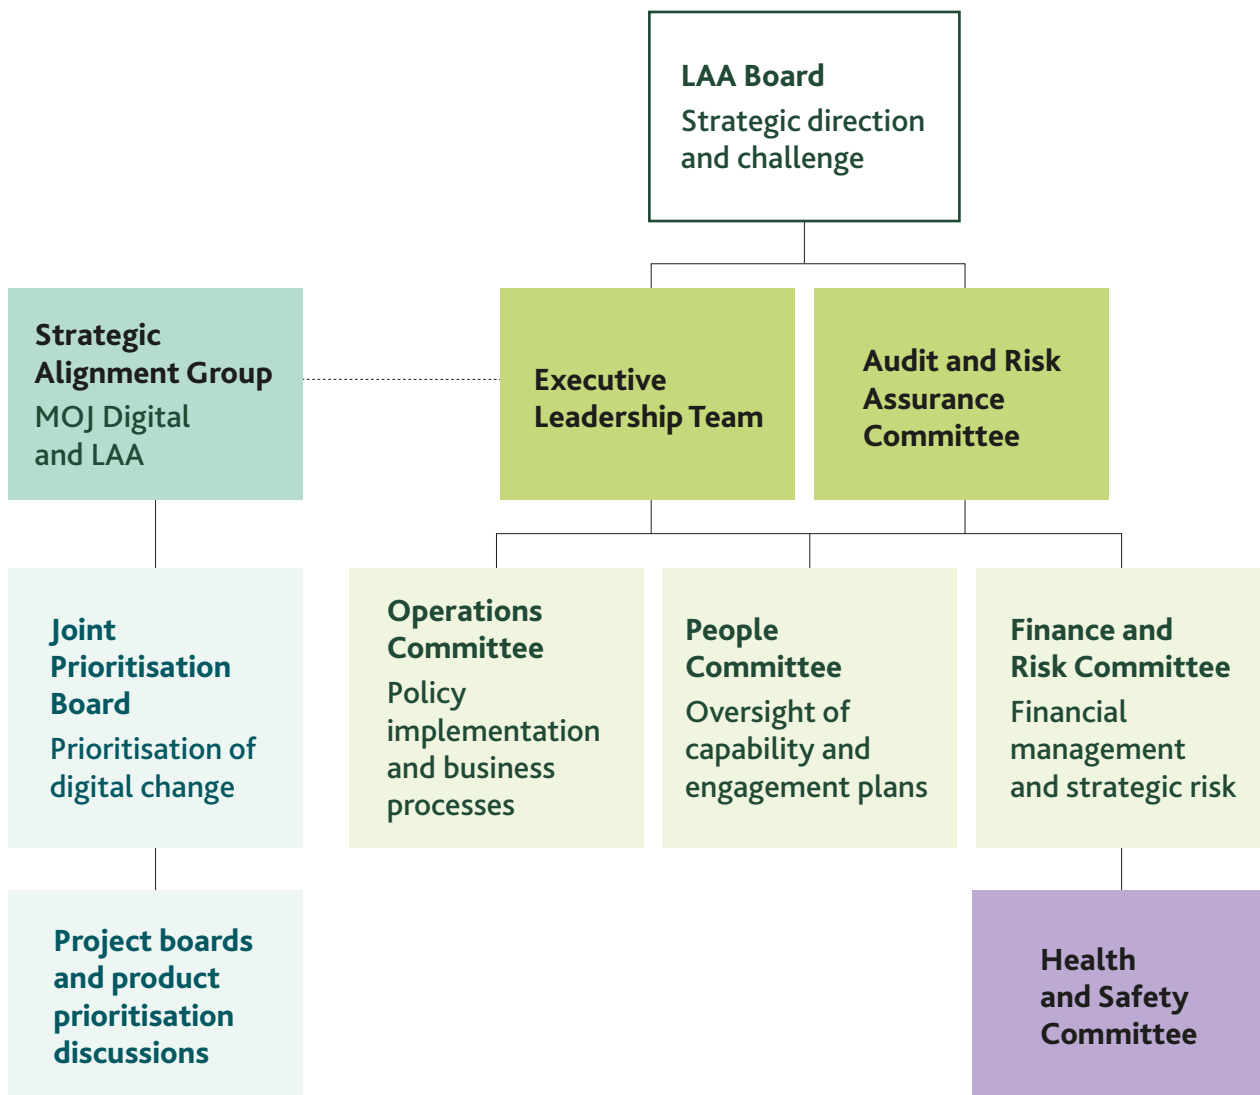 LAA Board
Strategic direction
and challenge
Strategic
Alignment Group
MOJ Digital
and LAA
Executive
Leadership Team
Audit and Risk
Assurance
Committee
Joint
Prioritisation
Board
Prioritisation of
digital change
Operations
Committee
Policy
implementation
and business
processes
People
Committee
Oversight of
capability and
engagement plans
Finance and
Risk Committee
Financial
management
and strategic risk
Project boards
and product
prioritisation
discussions
Health
and Safety
Committee